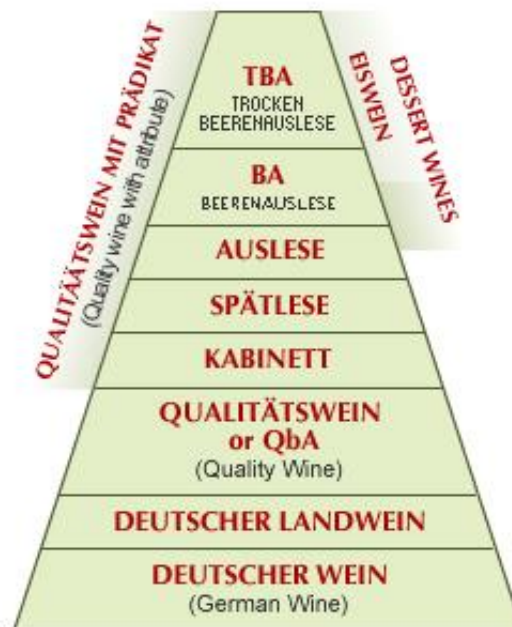 QUALITÄÄTSWEIN MIT PRÄDIKAT
(Quality wine with attribute)
EISWEIN
DESSERT WINES
TBA
TROCKEN
BEERENAUSLESE
BA
BEERENAUSLESE
AUSLESE
SPÄTLESE
KABINETT
QUALITÄTSWEIN
or QbA
(Quality Wine)
DEUTSCHER LANDWEIN
DEUTSCHER WEIN
(German Wine)